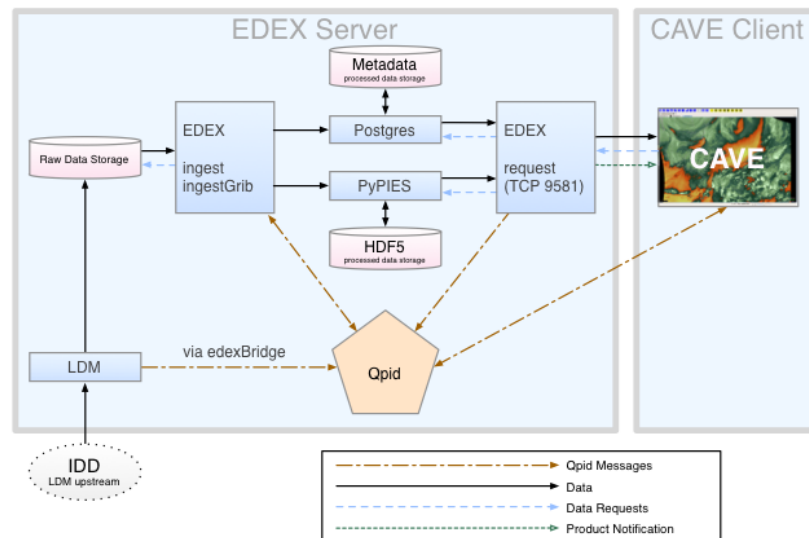 EDEX Server
CAVE Client
Metadata
processed data storage
EDEX
ingest
ingestGrib
Postgres
EDEX
request
(TCP 9581)
CAVE
Raw Data Storage
PyPIES
HDF5
processed data storage
via edexBridge
LDM
Qpid
IDD
LDM upstream
Qpid Messages
Data
Data Requests
Product Notification